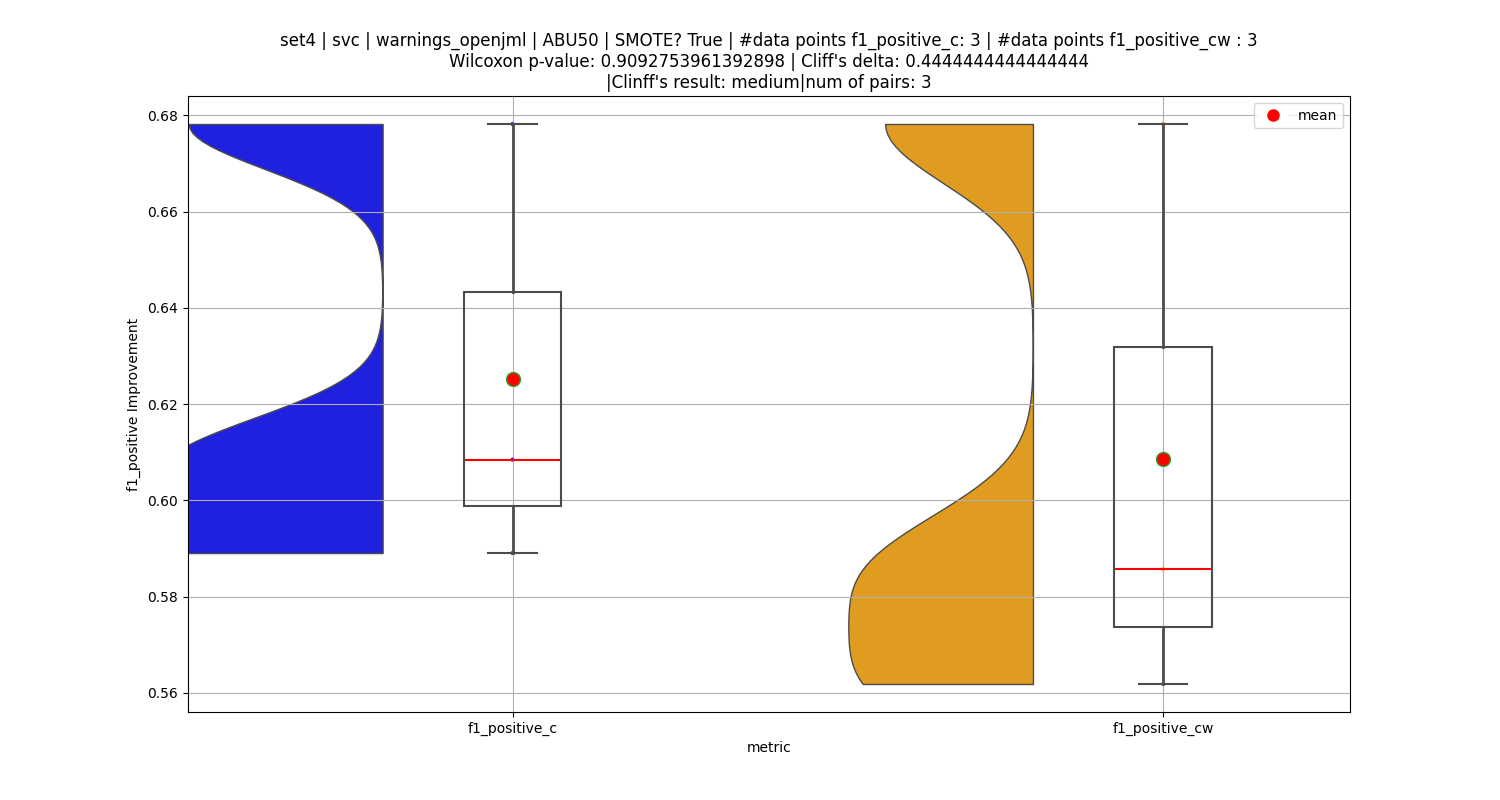 set4 | svc | warnings_openjml | ABU50 | SMOTE? True | #data points f1_positive_c: 3 | #data points f1_positive_cw : 3
Wilcoxon p-value: 0.9092753961392898 | Cliff's delta: 0.4444444444444444
|Clinff's result: medium|num of pairs: 3
mean
0.68
0.66
0.64
0.62
0.60
0.58
0.56
f1_positive Improvement
f1_positive_c
f1_positive_cw
metric